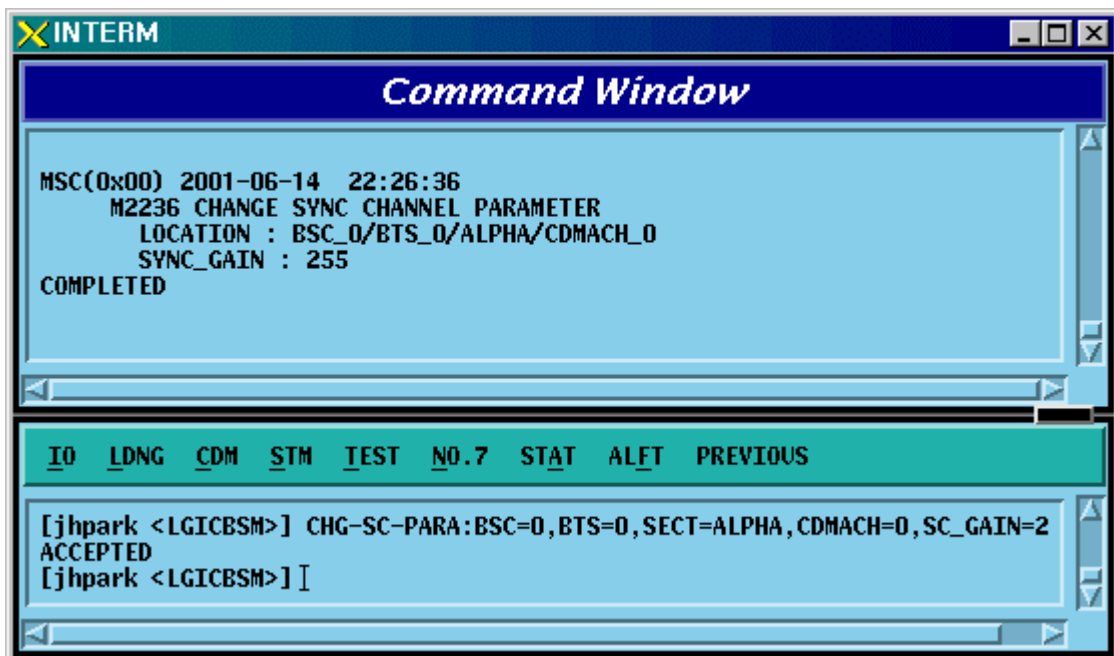 INTERM
Command Window
MSC(0x00) 2001-06-14 22:26:36
M2236 CHANGE SYNC CHANNEL PARAMETER
LOCATION : BSC_0/BTS_0/ALPHA/CDMACH_0
SYNC_GAIN : 255
COMPLETED
IO LDNG CDM STM TEST NO.7 STAT ALFT PREVIOUS
[jhpark <LGICBSM>] CHG-SC-PARA:BSC=0,BTS=0,SECT=ALPHA,CDMACH=0,SC_GAIN=2
ACCEPTED
[jhpark <LGICBSM>]